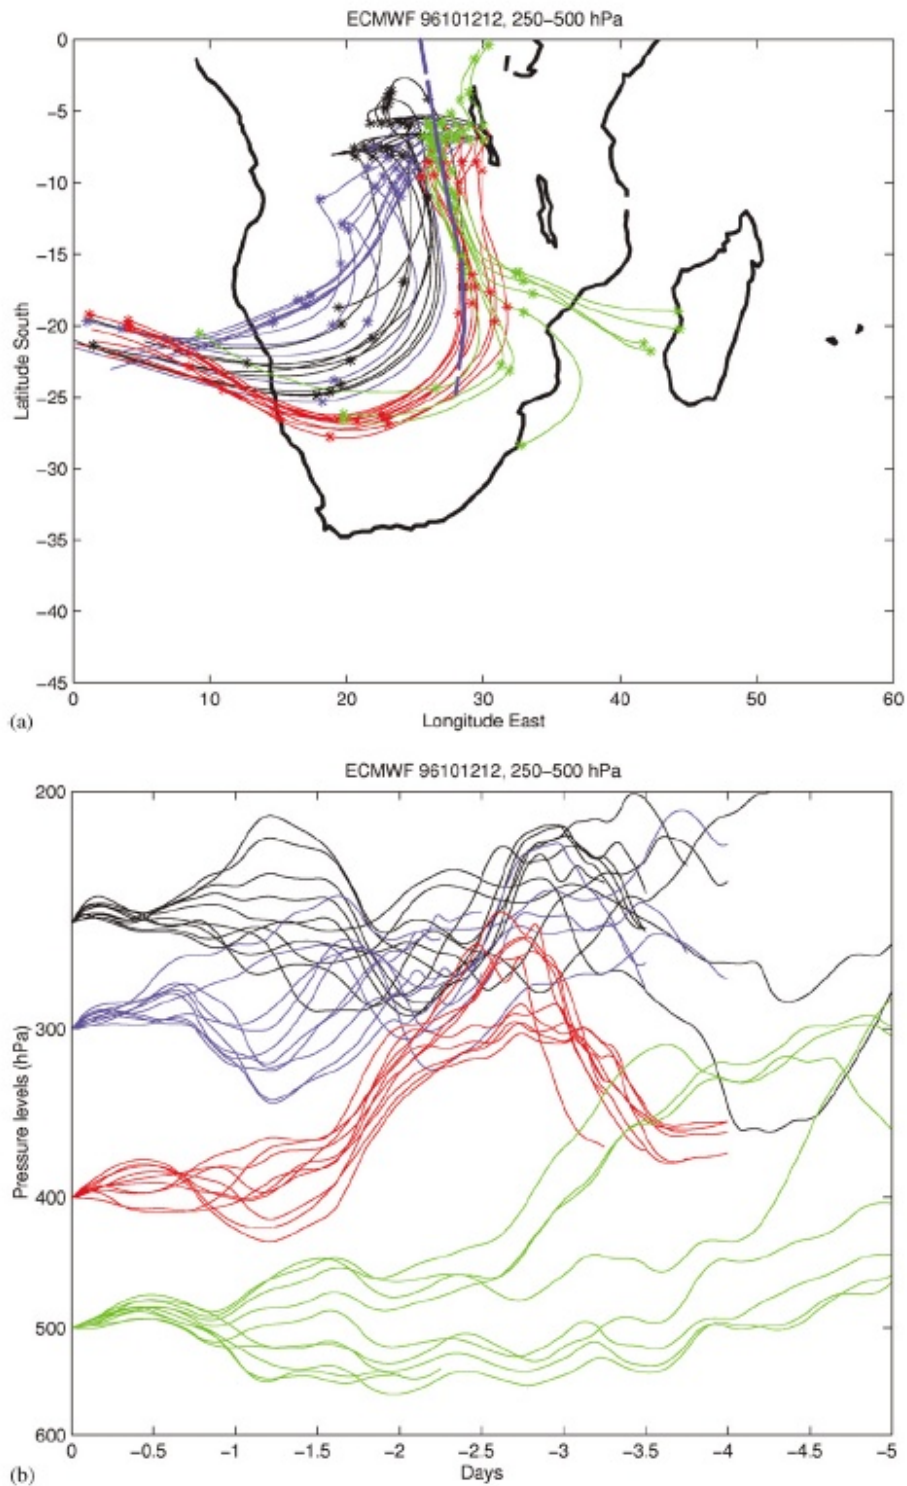 ECMWF 96101212, 250–500 hPa
0
−5
−10
−15
−20
−25
−30
−35
−40
−45
Latitude South
0 10 20 30 40 50 60
Longitude East
(a)
ECMWF 96101212, 250–500 hPa
200
300
400
500
600
Pressure levels (hPa)
0 −0.5 −1 −1.5 −2 −2.5 −3 −3.5 −4 −4.5 −5
Days
(b)